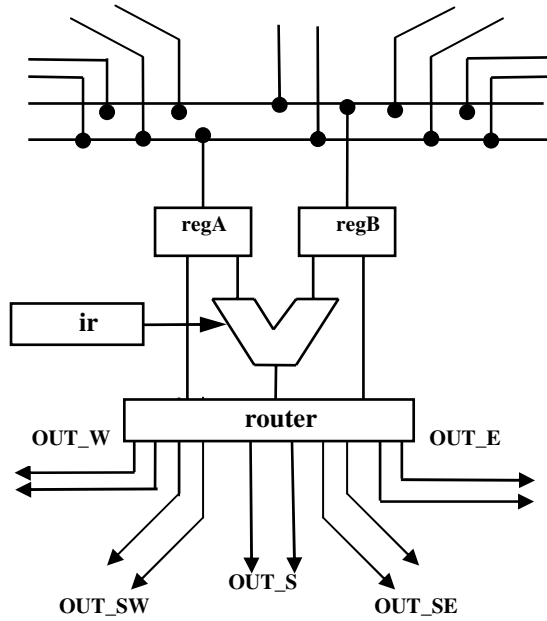 regA
regB
ir
router
OUT_W
OUT_E
OUT_S
OUT_SW
OUT_SE